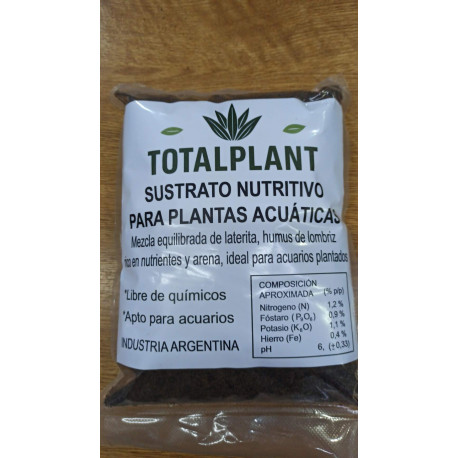 TOTALPLANT
SUSTRATO NUTRITIVO
PARA PLANTAS ACUÁTICAS
Mezcla equilibrada de laterita, humus de lombriz
rico en nutrientes y arena, ideal para acuarios plantados
*Libre de químicos
*Apto para acuarios
INDUSTRIA ARGENTINA
COMPOSICIÓN
APROXIMADA (% p/p)
Nitrogeno (N) 1,2 %
Fóstaro (P₂O₅) 0,9 %
Potasio (K₂O) 1,1 %
Hierro (Fe) 0,4 %
pH 6, (±0,33)